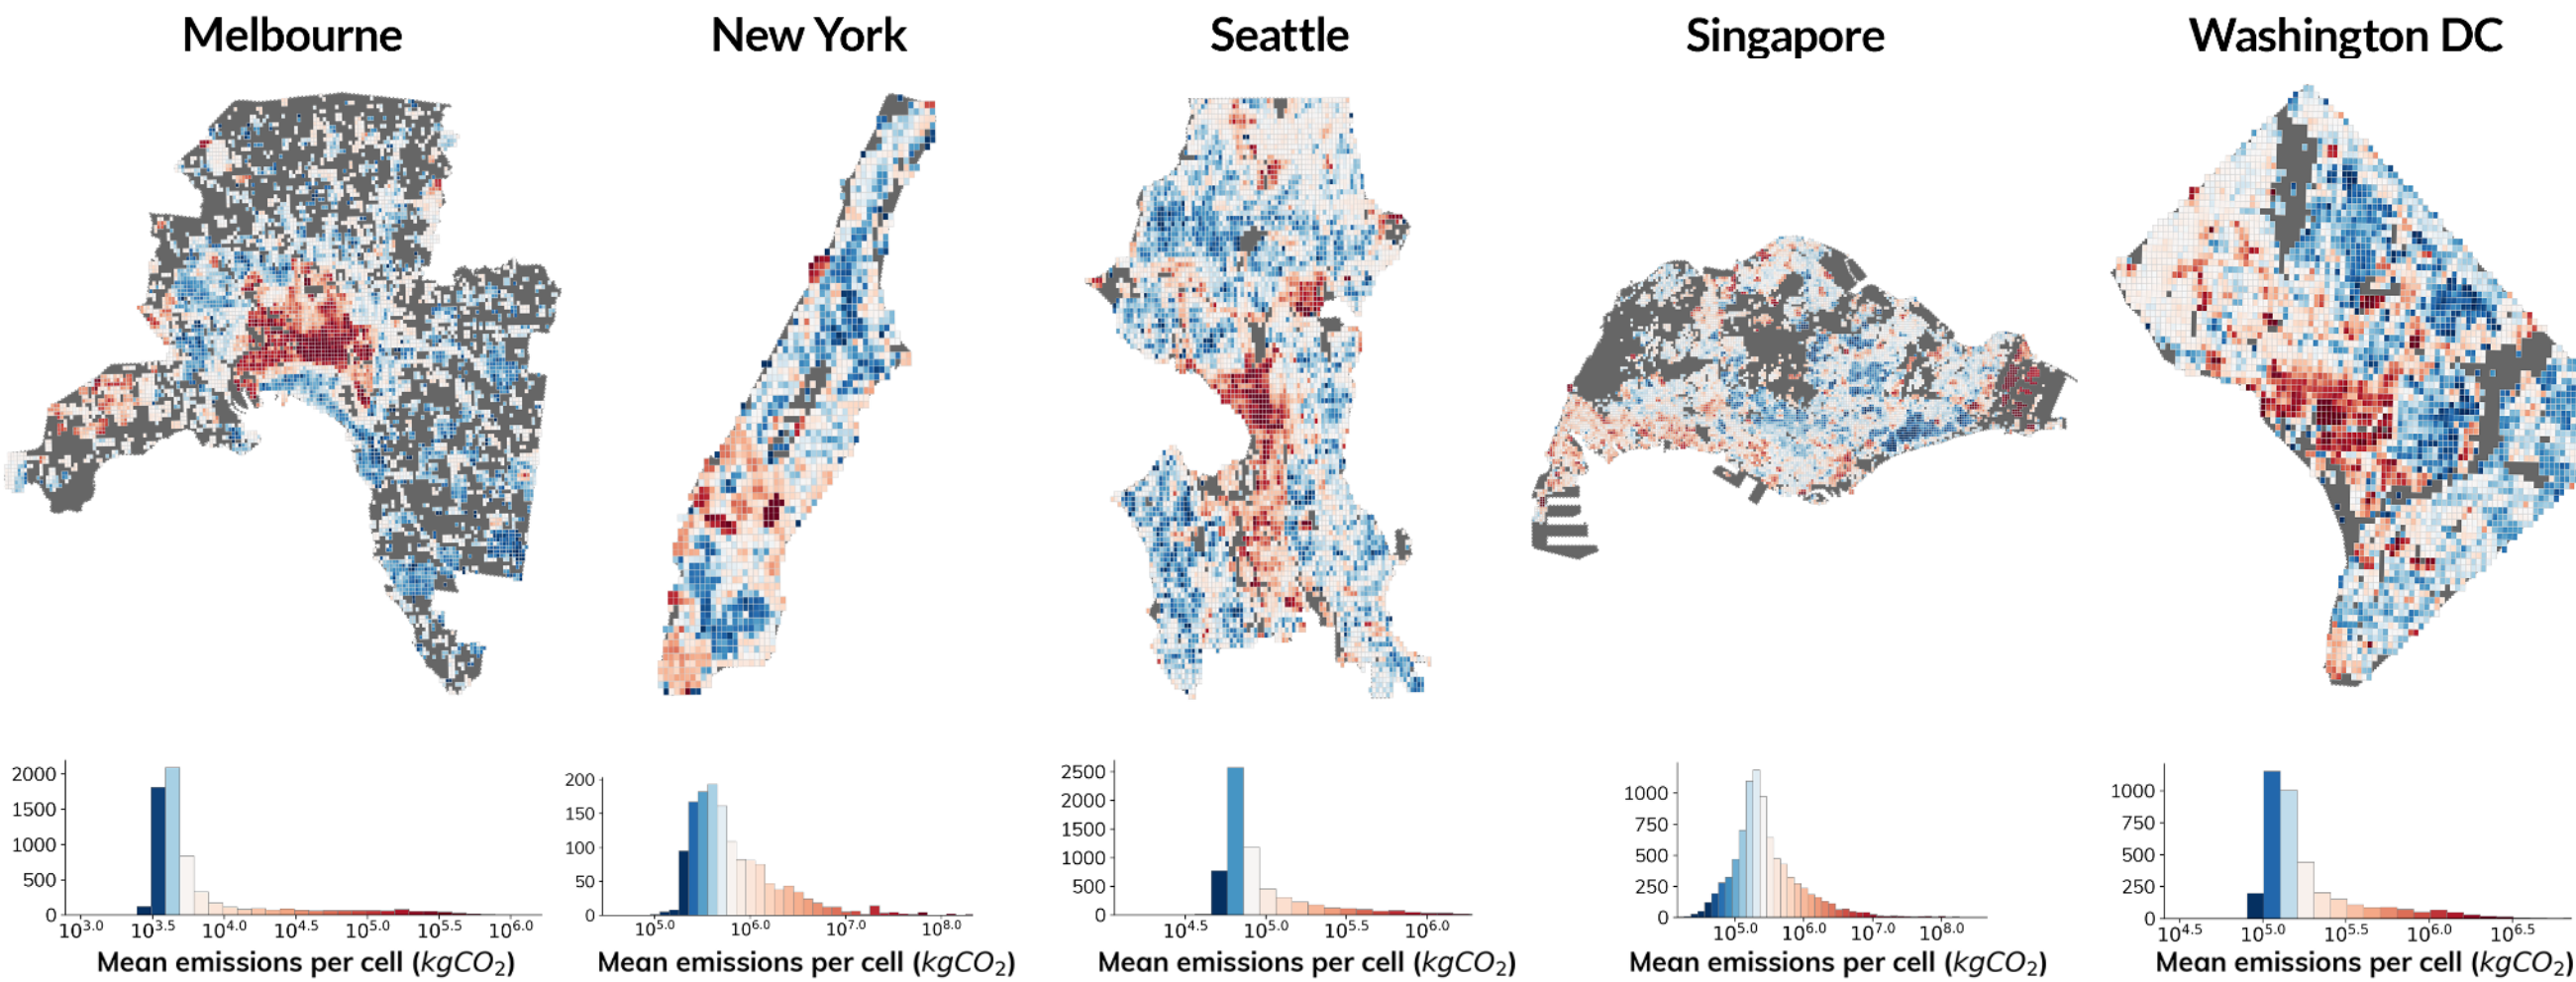 Melbourne
New York
Seattle
Singapore
Washington DC
2000
1500
1000
500
0
10^3.0 10^3.5 10^4.0 10^4.5 10^5.0 10^5.5 10^6.0
Mean emissions per cell (kgCO₂)
200
150
100
50
0
10^5.0 10^6.0 10^7.0 10^8.0
Mean emissions per cell (kgCO₂)
2500
2000
1500
1000
500
0
10^4.5 10^5.0 10^5.5 10^6.0
Mean emissions per cell (kgCO₂)
1000
750
500
250
0
10^5.0 10^6.0 10^7.0 10^8.0
Mean emissions per cell (kgCO₂)
1000
750
500
250
0
10^4.5 10^5.0 10^5.5 10^6.0 10^6.5
Mean emissions per cell (kgCO₂)